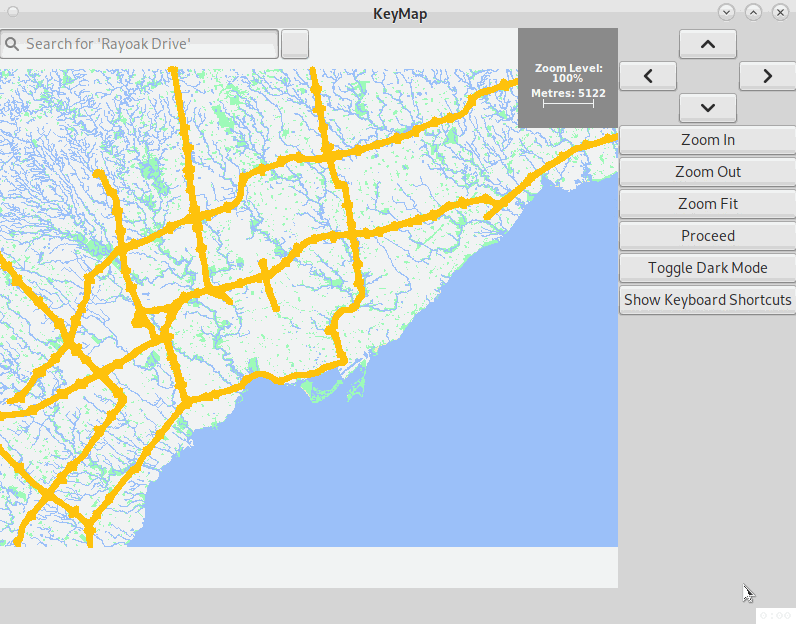 KeyMap
Search for 'Rayoak Drive'
Zoom Level:
100%
Metres: 5122
Zoom In
Zoom Out
Zoom Fit
Proceed
Toggle Dark Mode
Show Keyboard Shortcuts